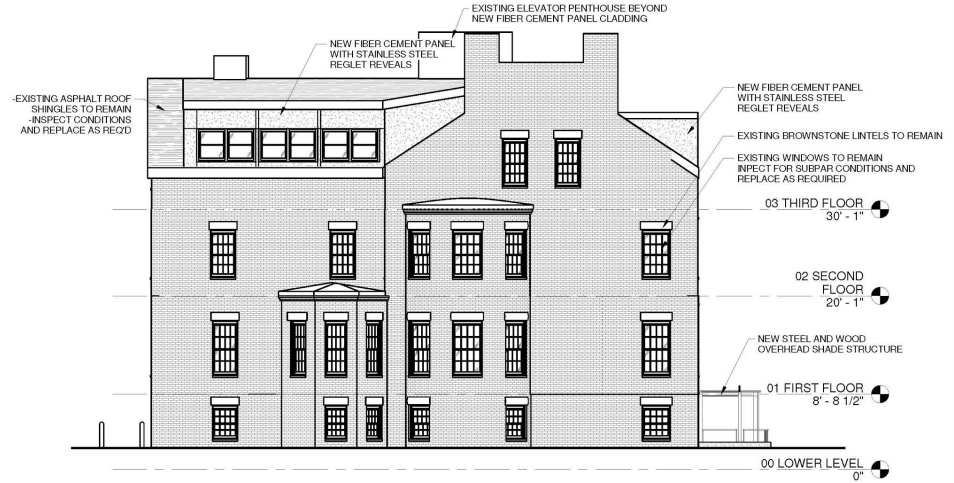 EXISTING ELEVATOR PENTHOUSE BEYOND
NEW FIBER CEMENT PANEL CLADDING
NEW FIBER CEMENT PANEL
WITH STAINLESS STEEL
REGLET REVEALS
-EXISTING ASPHALT ROOF
SHINGLES TO REMAIN
-INSPECT CONDITIONS
AND REPLACE AS REQ'D
NEW FIBER CEMENT PANEL
WITH STAINLESS STEEL
REGLET REVEALS
EXISTING BROWNSTONE LINTELS TO REMAIN
EXISTING WINDOWS TO REMAIN
INPECT FOR SUBPAR CONDITIONS AND
REPLACE AS REQUIRED
03 THIRD FLOOR
30' - 1"
02 SECOND
FLOOR
20' - 1"
NEW STEEL AND WOOD
OVERHEAD SHADE STRUCTURE
01 FIRST FLOOR
8' - 8 1/2"
00 LOWER LEVEL
0"